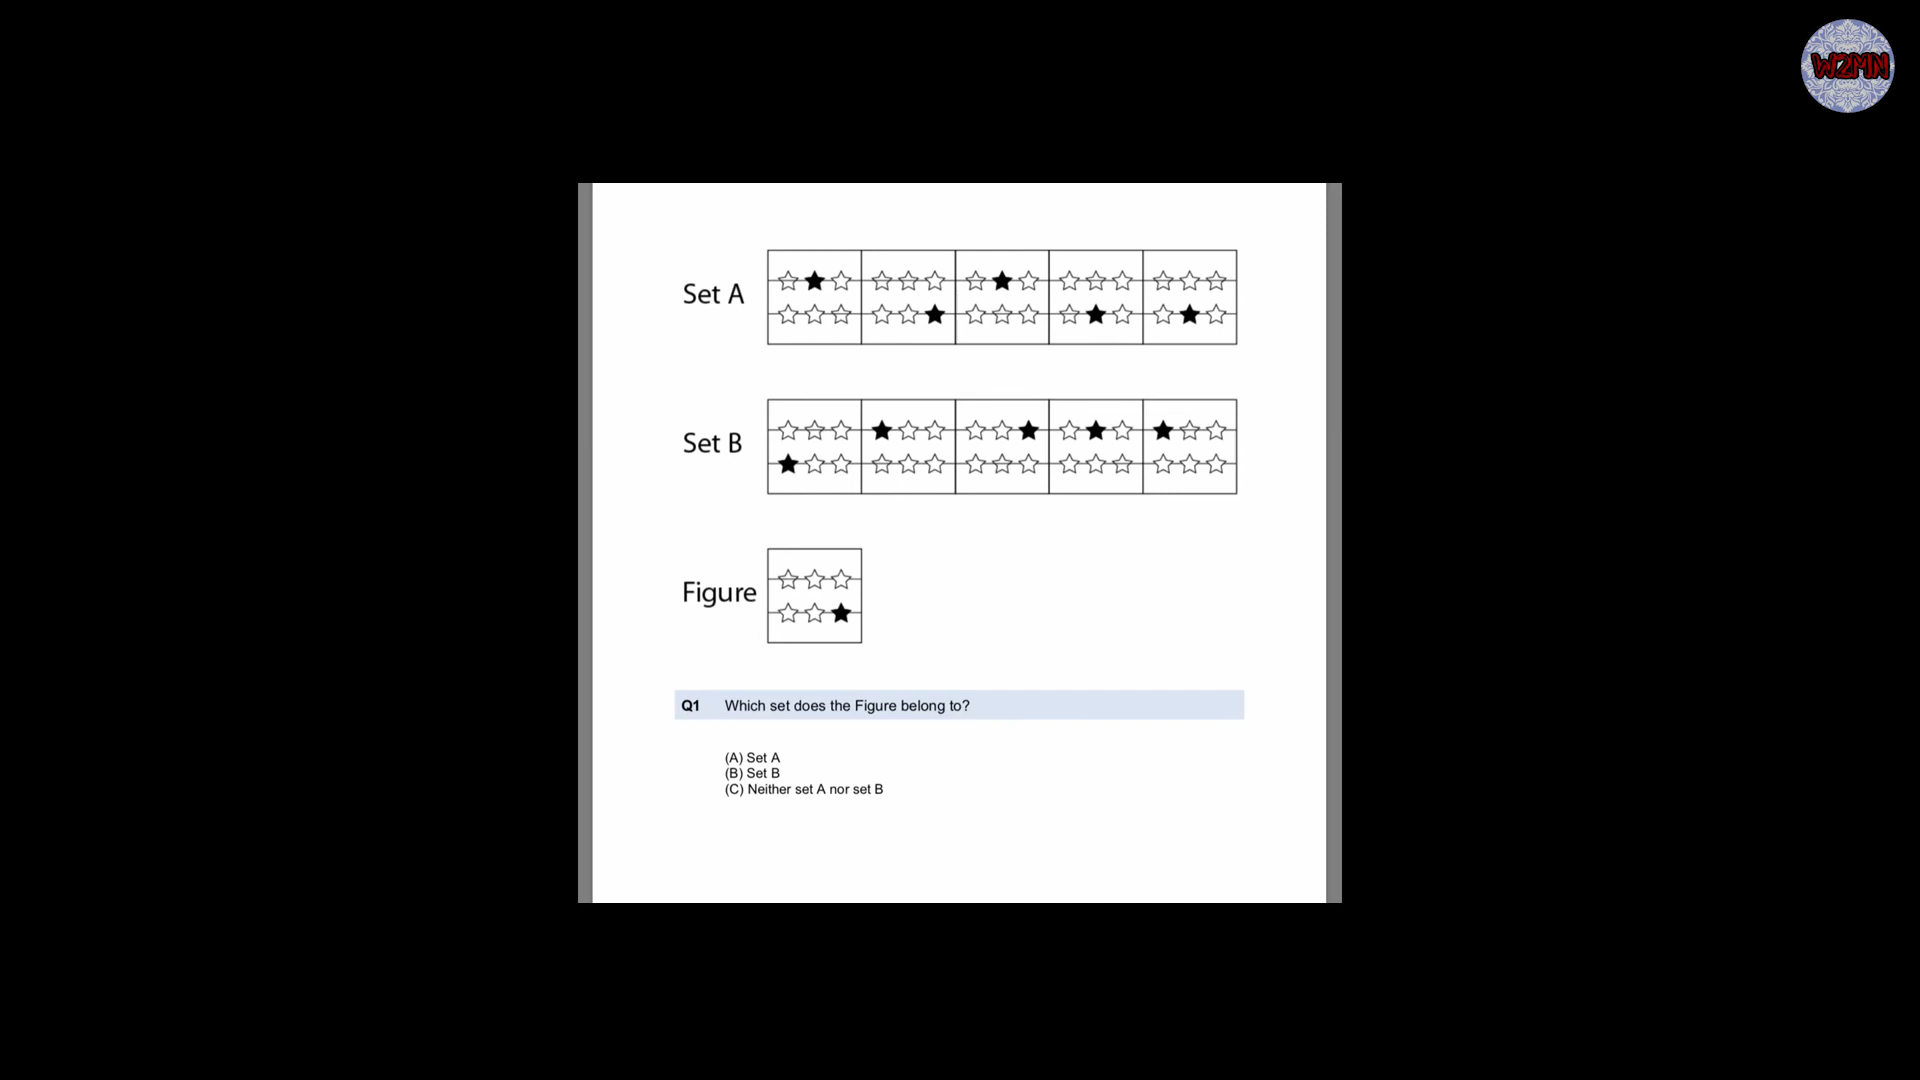 W2MN
Set A
Set B
Figure
Q1 Which set does the Figure belong to?
(A) Set A
(B) Set B
(C) Neither set A nor set B